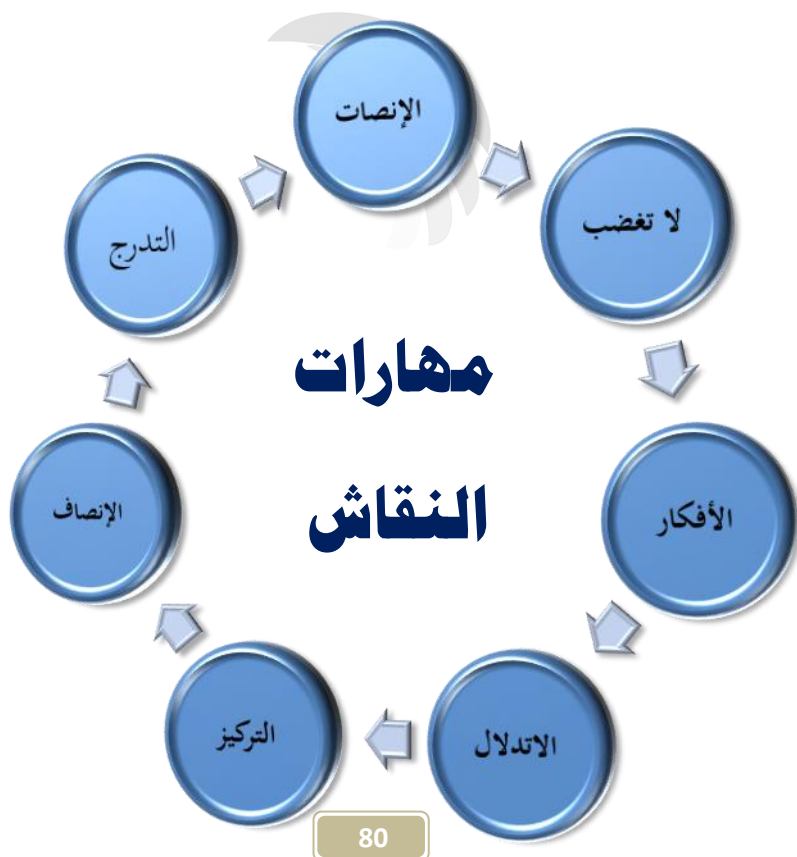 الإنصات
لا تغضب
الأفكار
الاتدلال
التركيز
الإنصاف
التدرج
مهارات
النقاش
80